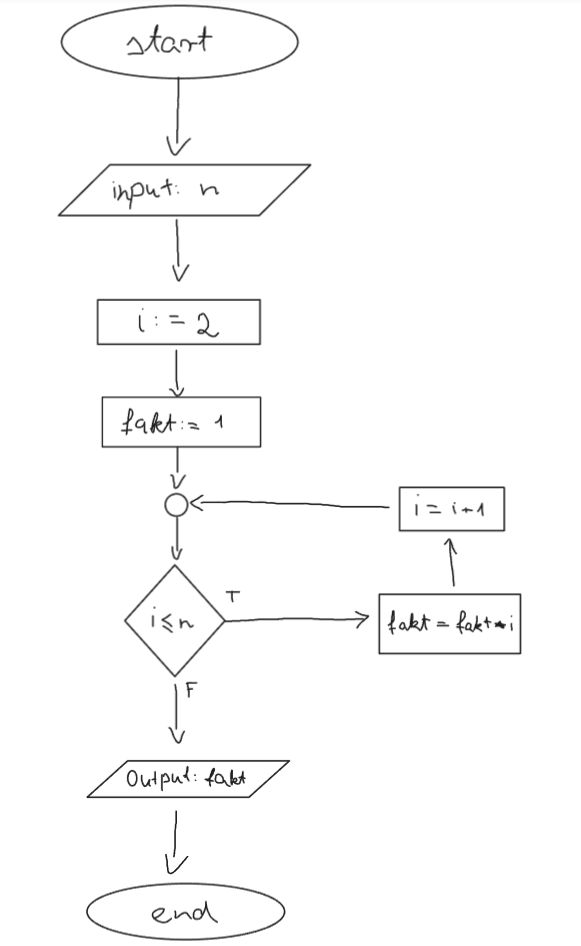 start
input: n
i := 2
fakt := 1
i = i+1
i ≤ n
T
fakt = fakt * i
F
Output: fakt
end